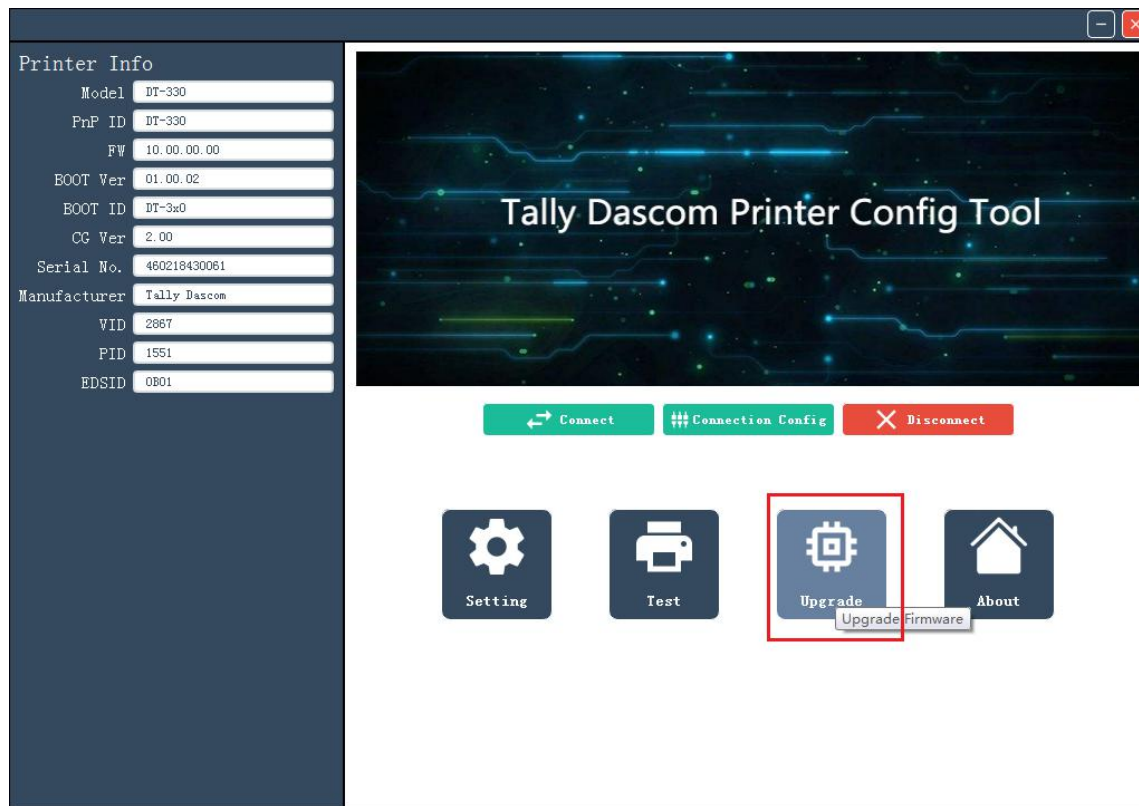 Printer Info
Model DT-330
PnP ID DT-330
FW 10.00.00.00
BOOT Ver 01.00.02
BOOT ID DT-3x0
CG Ver 2.00
Serial No. 460218430061
Manufacturer Tally Dascom
VID 2867
PID 1551
EDSID 0B01
Tally Dascom Printer Config Tool
Connect Connection Config Disconnect
Setting Test Upgrade About
Upgrade Firmware